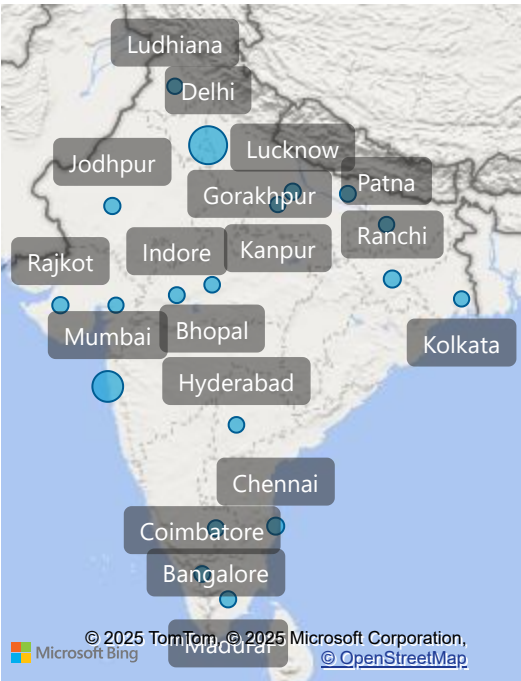 Ludhiana
Delhi
Lucknow
Jodhpur
Gorakhpur
Patna
Ranchi
Indore
Kanpur
Rajkot
Mumbai
Bhopal
Kolkata
Hyderabad
Chennai
Coimbatore
Bangalore
Madurai
© 2025 TomTom, © 2025 Microsoft Corporation,
Microsoft Bing
© OpenStreetMap